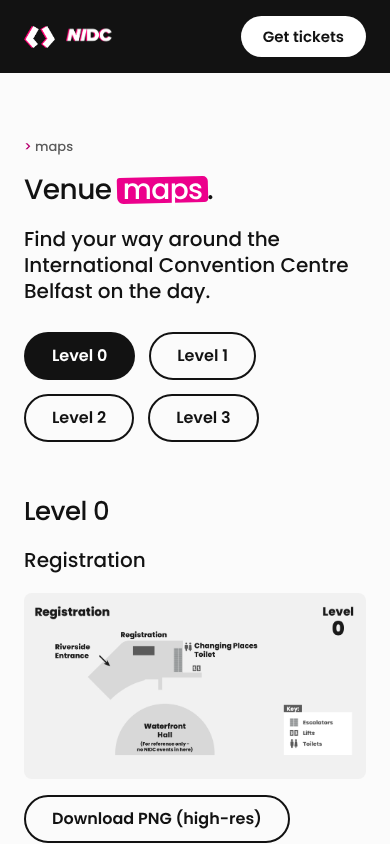 NIDC
Get tickets
> maps
Venue maps.
Find your way around the
International Convention Centre
Belfast on the day.
Level 0
Level 1
Level 2
Level 3
Level 0
Registration
Registration
Level
0
Registration
Riverside
Entrance
Changing Places
Toilet
Waterfront
Hall
(For reference only -
no NIDC events in here)
Key:
Escalators
Lifts
Toilets
Download PNG (high-res)